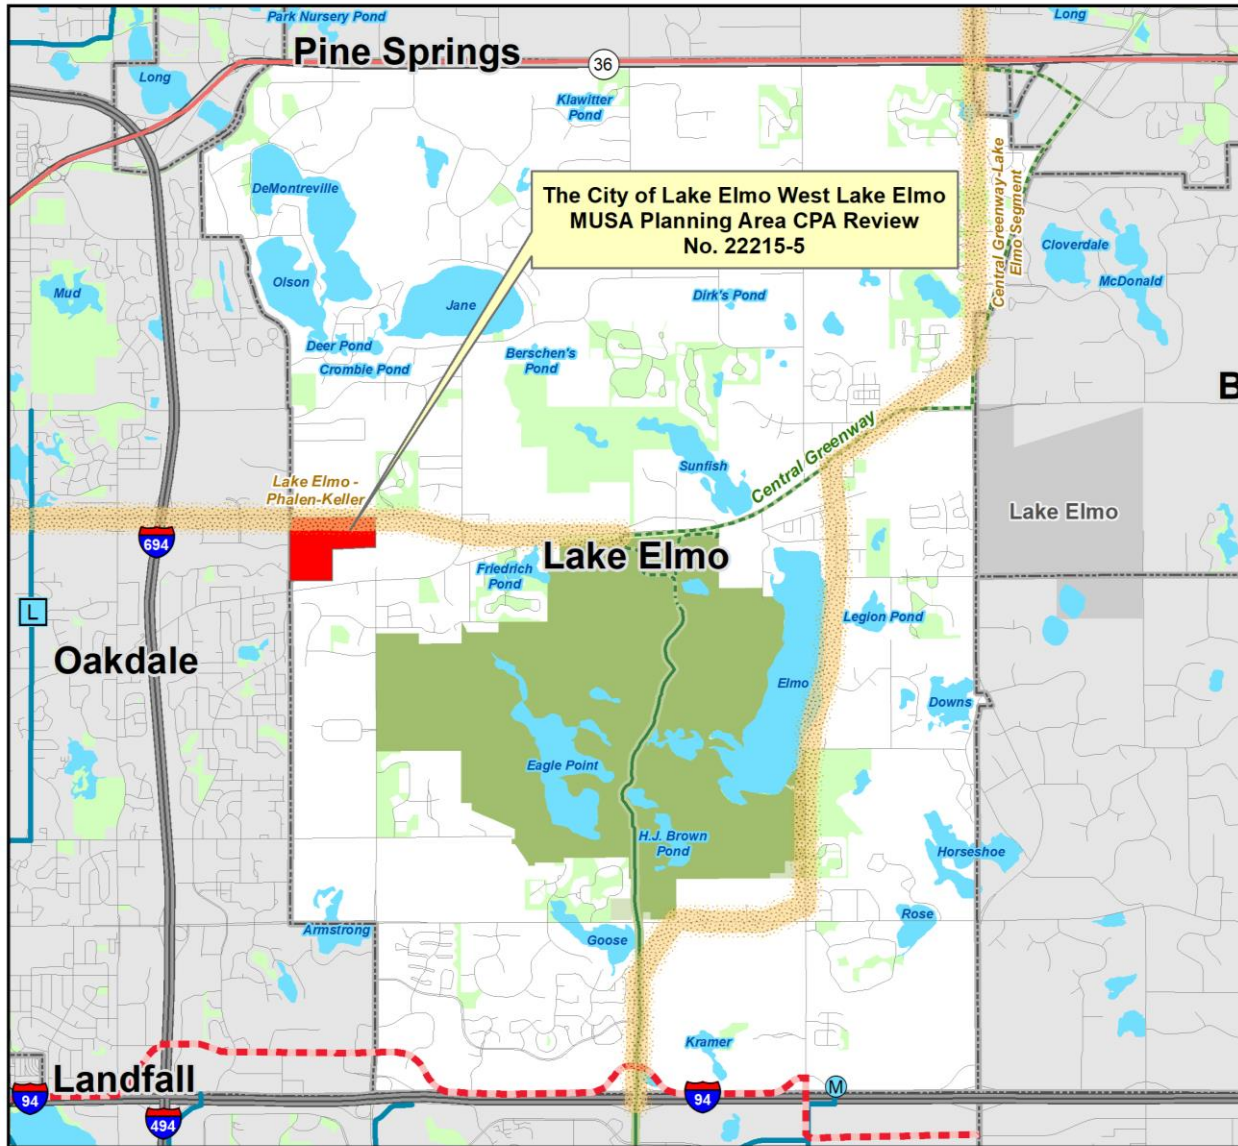 Park Nursery Pond
Long
Pine Springs
36
Long
Klawitter
Pond
DeMontreville
The City of Lake Elmo West Lake Elmo
MUSA Planning Area CPA Review
No. 22215-5
Central Greenway-Lake
Elmo Segment
Cloverdale
McDonald
Mud
Olson
Jane
Dirk's Pond
Deer Pond
Crombie Pond
Berschen's
Pond
B
Sunfish
Central Greenway
Lake Elmo -
Phalen-Keller
Lake Elmo
694
Lake Elmo
Friedrich
Pond
L
Legion Pond
Oakdale
Elmo
Downs
Eagle Point
H.J. Brown
Pond
Horseshoe
Armstrong
Goose
Rose
Kramer
Landfall
94
494
94
M